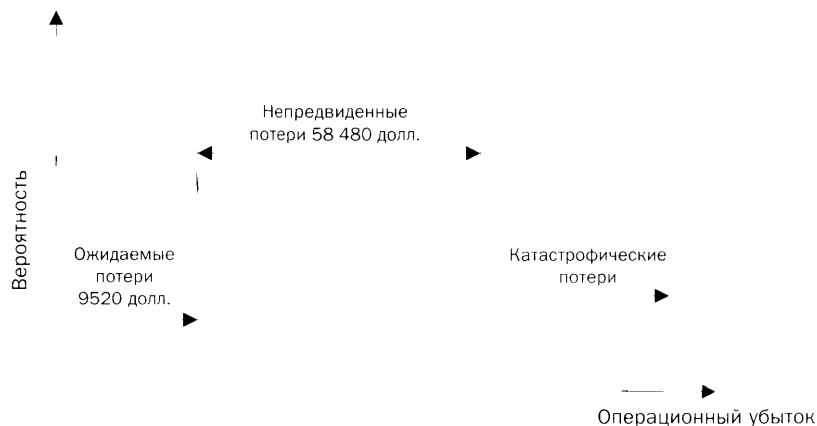 Непредвиденные
потери 58 480 долл.
Вероятность
Ожидаемые
потери
9520 долл.
Катастрофические
потери
Операционный убыток